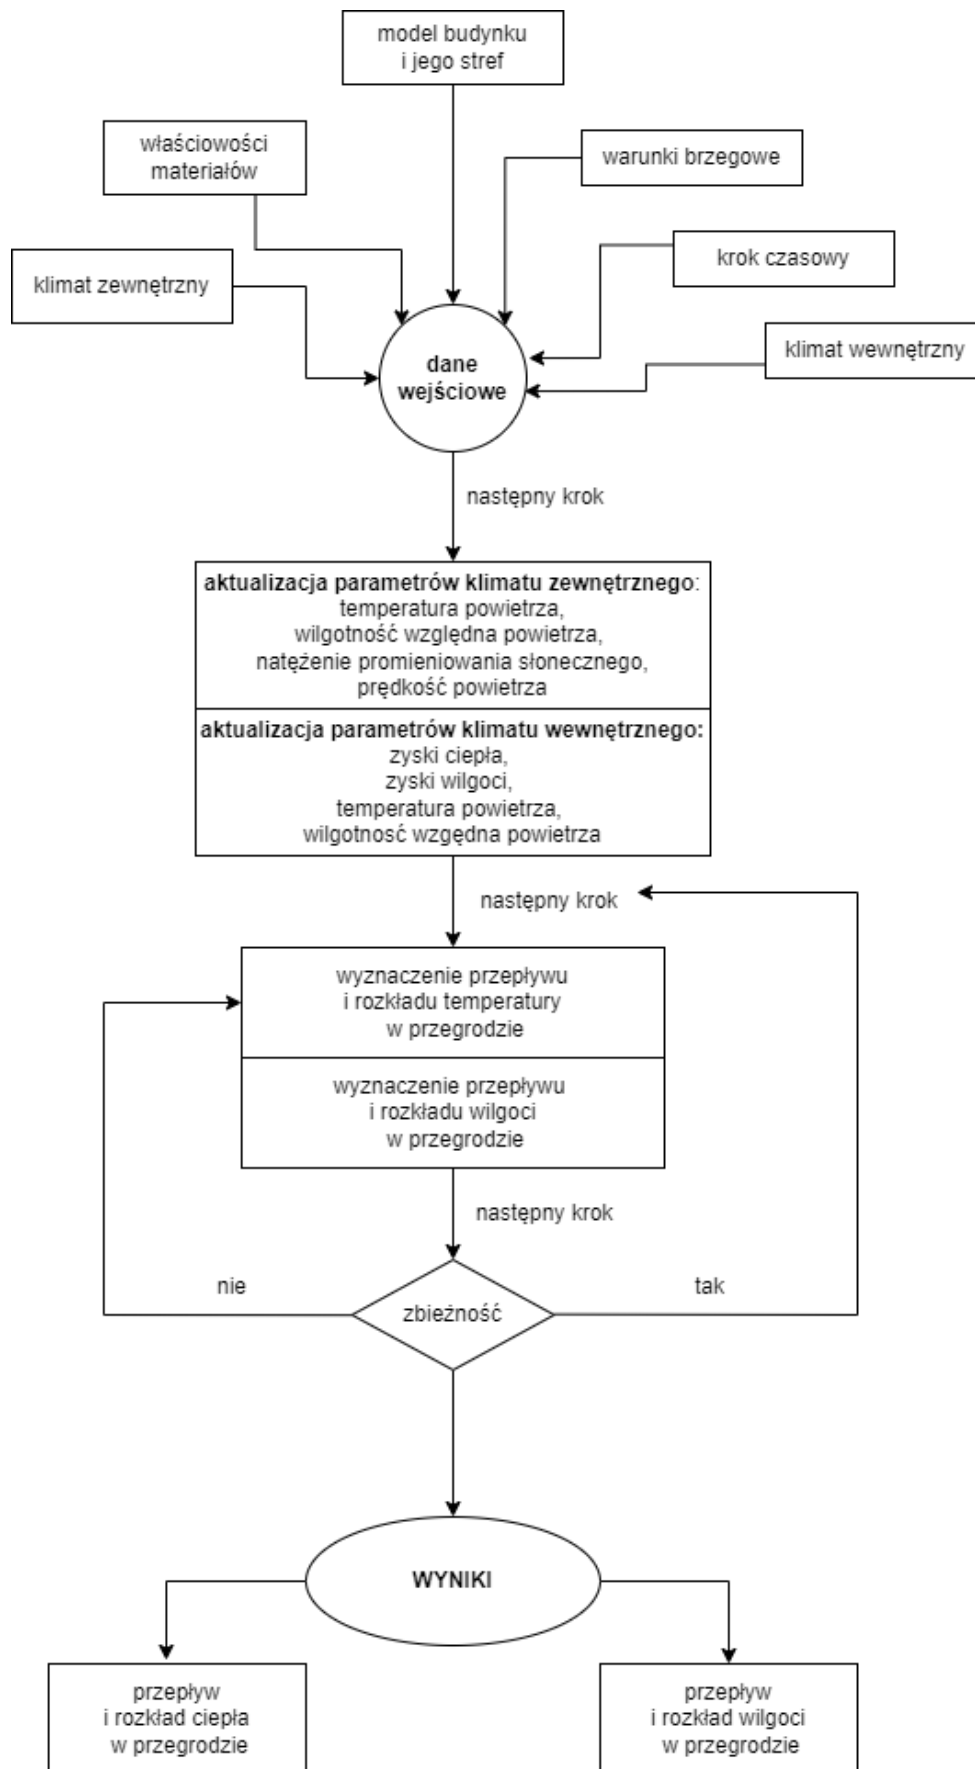 model budynku
i jego stref
właściowości
materiałów
warunki brzegowe
krok czasowy
klimat zewnętrzny
klimat wewnętrzny
dane
wejściowe
następny krok
aktualizacja parametrów klimatu zewnętrznego:
temperatura powietrza,
wilgotność względna powietrza,
natężenie promieniowania słonecznego,
prędkość powietrza
aktualizacja parametrów klimatu wewnętrznego:
zyski ciepła,
zyski wilgoci,
temperatura powietrza,
wilgotnosć wzgędna powietrza
następny krok
wyznaczenie przepływu
i rozkładu temperatury
w przegrodzie
wyznaczenie przepływu
i rozkładu wilgoci
w przegrodzie
następny krok
nie
tak
zbieżność
WYNIKI
przepływ
i rozkład ciepła
w przegrodzie
przepływ
i rozkład wilgoci
w przegrodzie